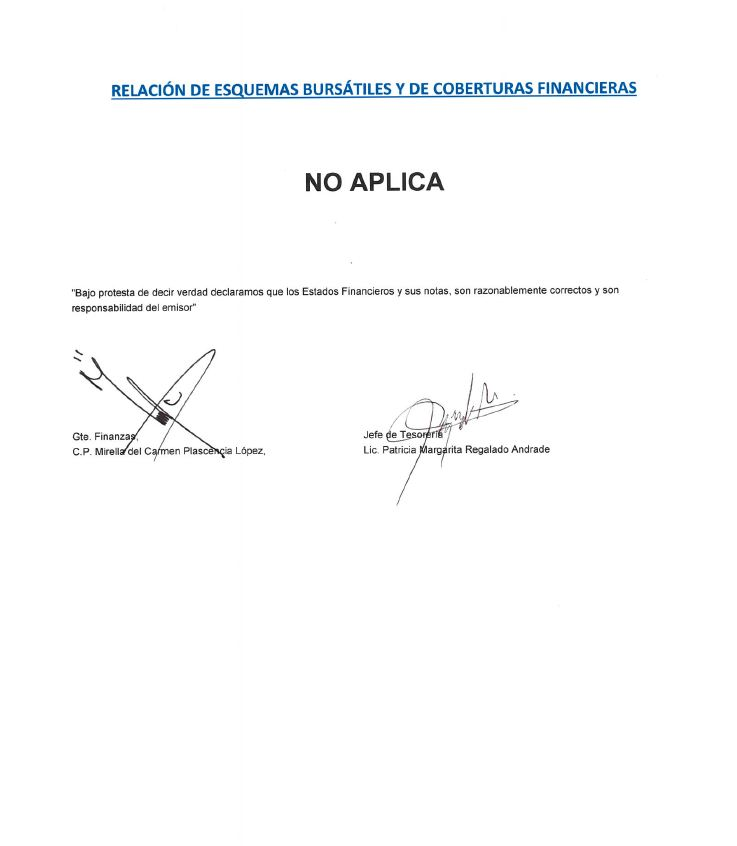 RELACIÓN DE ESQUEMAS BURSÁTILES Y DE COBERTURAS FINANCIERAS
NO APLICA
"Bajo protesta de decir verdad declaramos que los Estados Financieros y sus notas, son razonablemente correctos y son
responsabilidad del emisor"
Gte. Finanzas,
C.P. Mirella del Carmen Plascencia López,
Jefe de Tesorería
Lic. Patricia Margarita Regalado Andrade